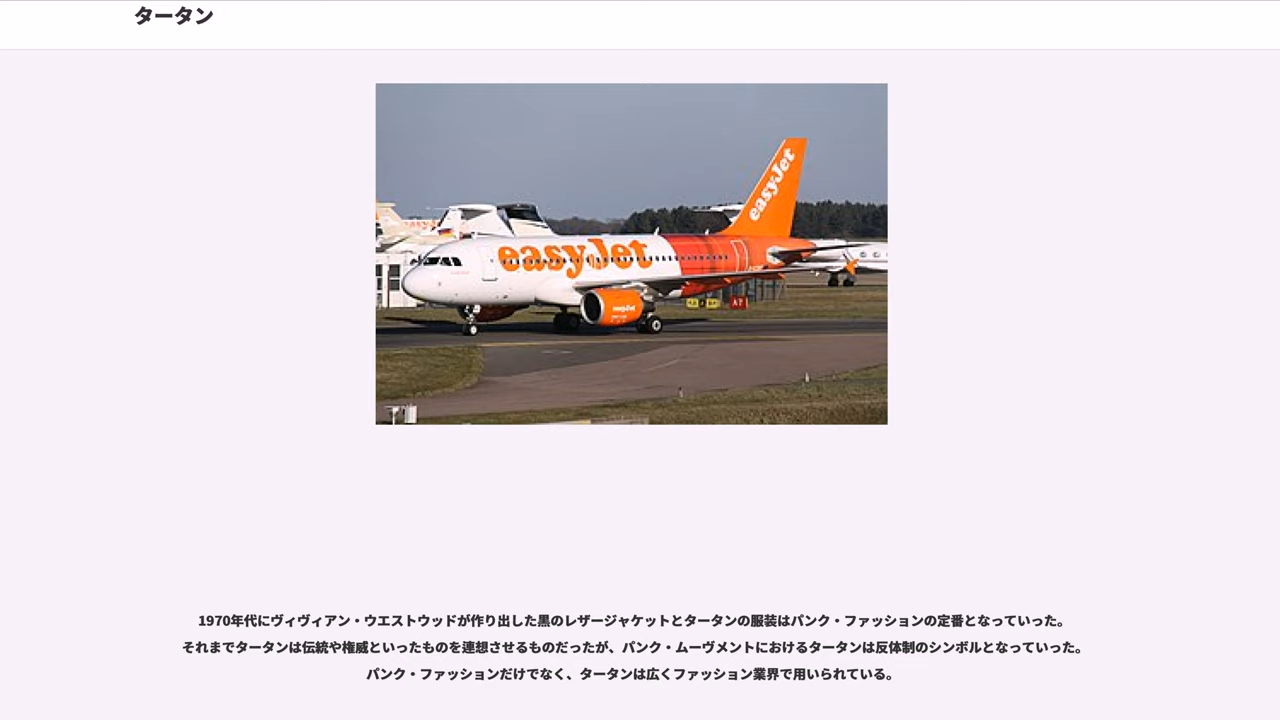 タータン
easyJet
easyJet
easyJet
A 7
1970年代にヴィヴィアン・ウエストウッドが作り出した黒のレザージャケットとタータンの服装はパンク・ファッションの定番となっていった。
それまでタータンは伝統や権威といったものを連想させるものだったが、パンク・ムーヴメントにおけるタータンは反体制のシンボルとなっていった。
パンク・ファッションだけでなく、タータンは広くファッション業界で用いられている。